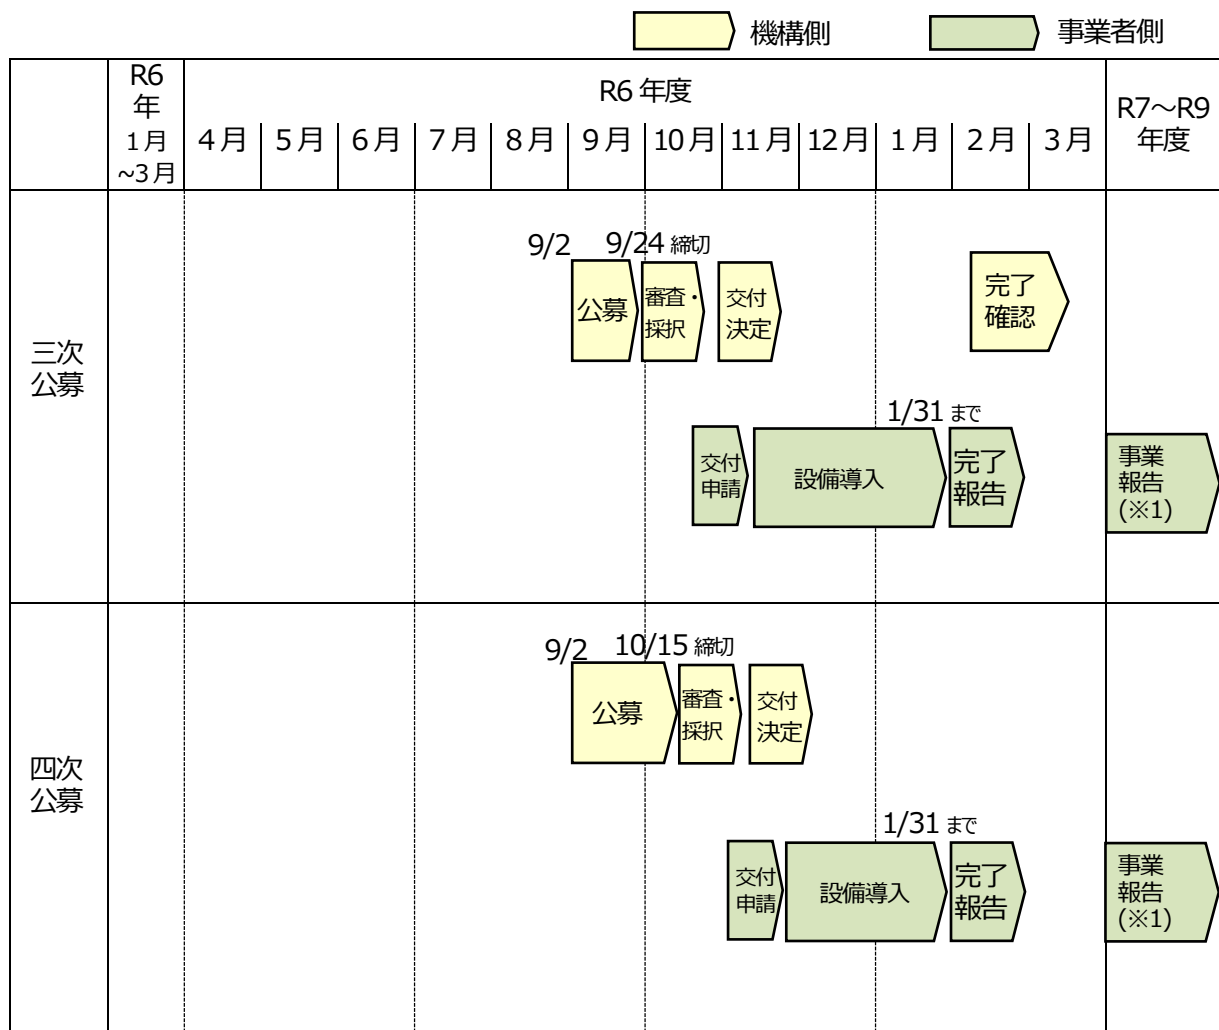 機構側
事業者側
R6
年
1月
~3月
R6 年度
4月
5月
6月
7月
8月
9月
10月
11月
12月
1月
2月
3月
R7～R9
年度
三次
公募
9/2
9/24 締切
公募
審査・
採択
交付
決定
完了
確認
1/31 まで
交付
申請
設備導入
完了
報告
事業
報告
(※1)
四次
公募
9/2
10/15 締切
公募
審査・
採択
交付
決定
1/31 まで
交付
申請
設備導入
完了
報告
事業
報告
(※1)